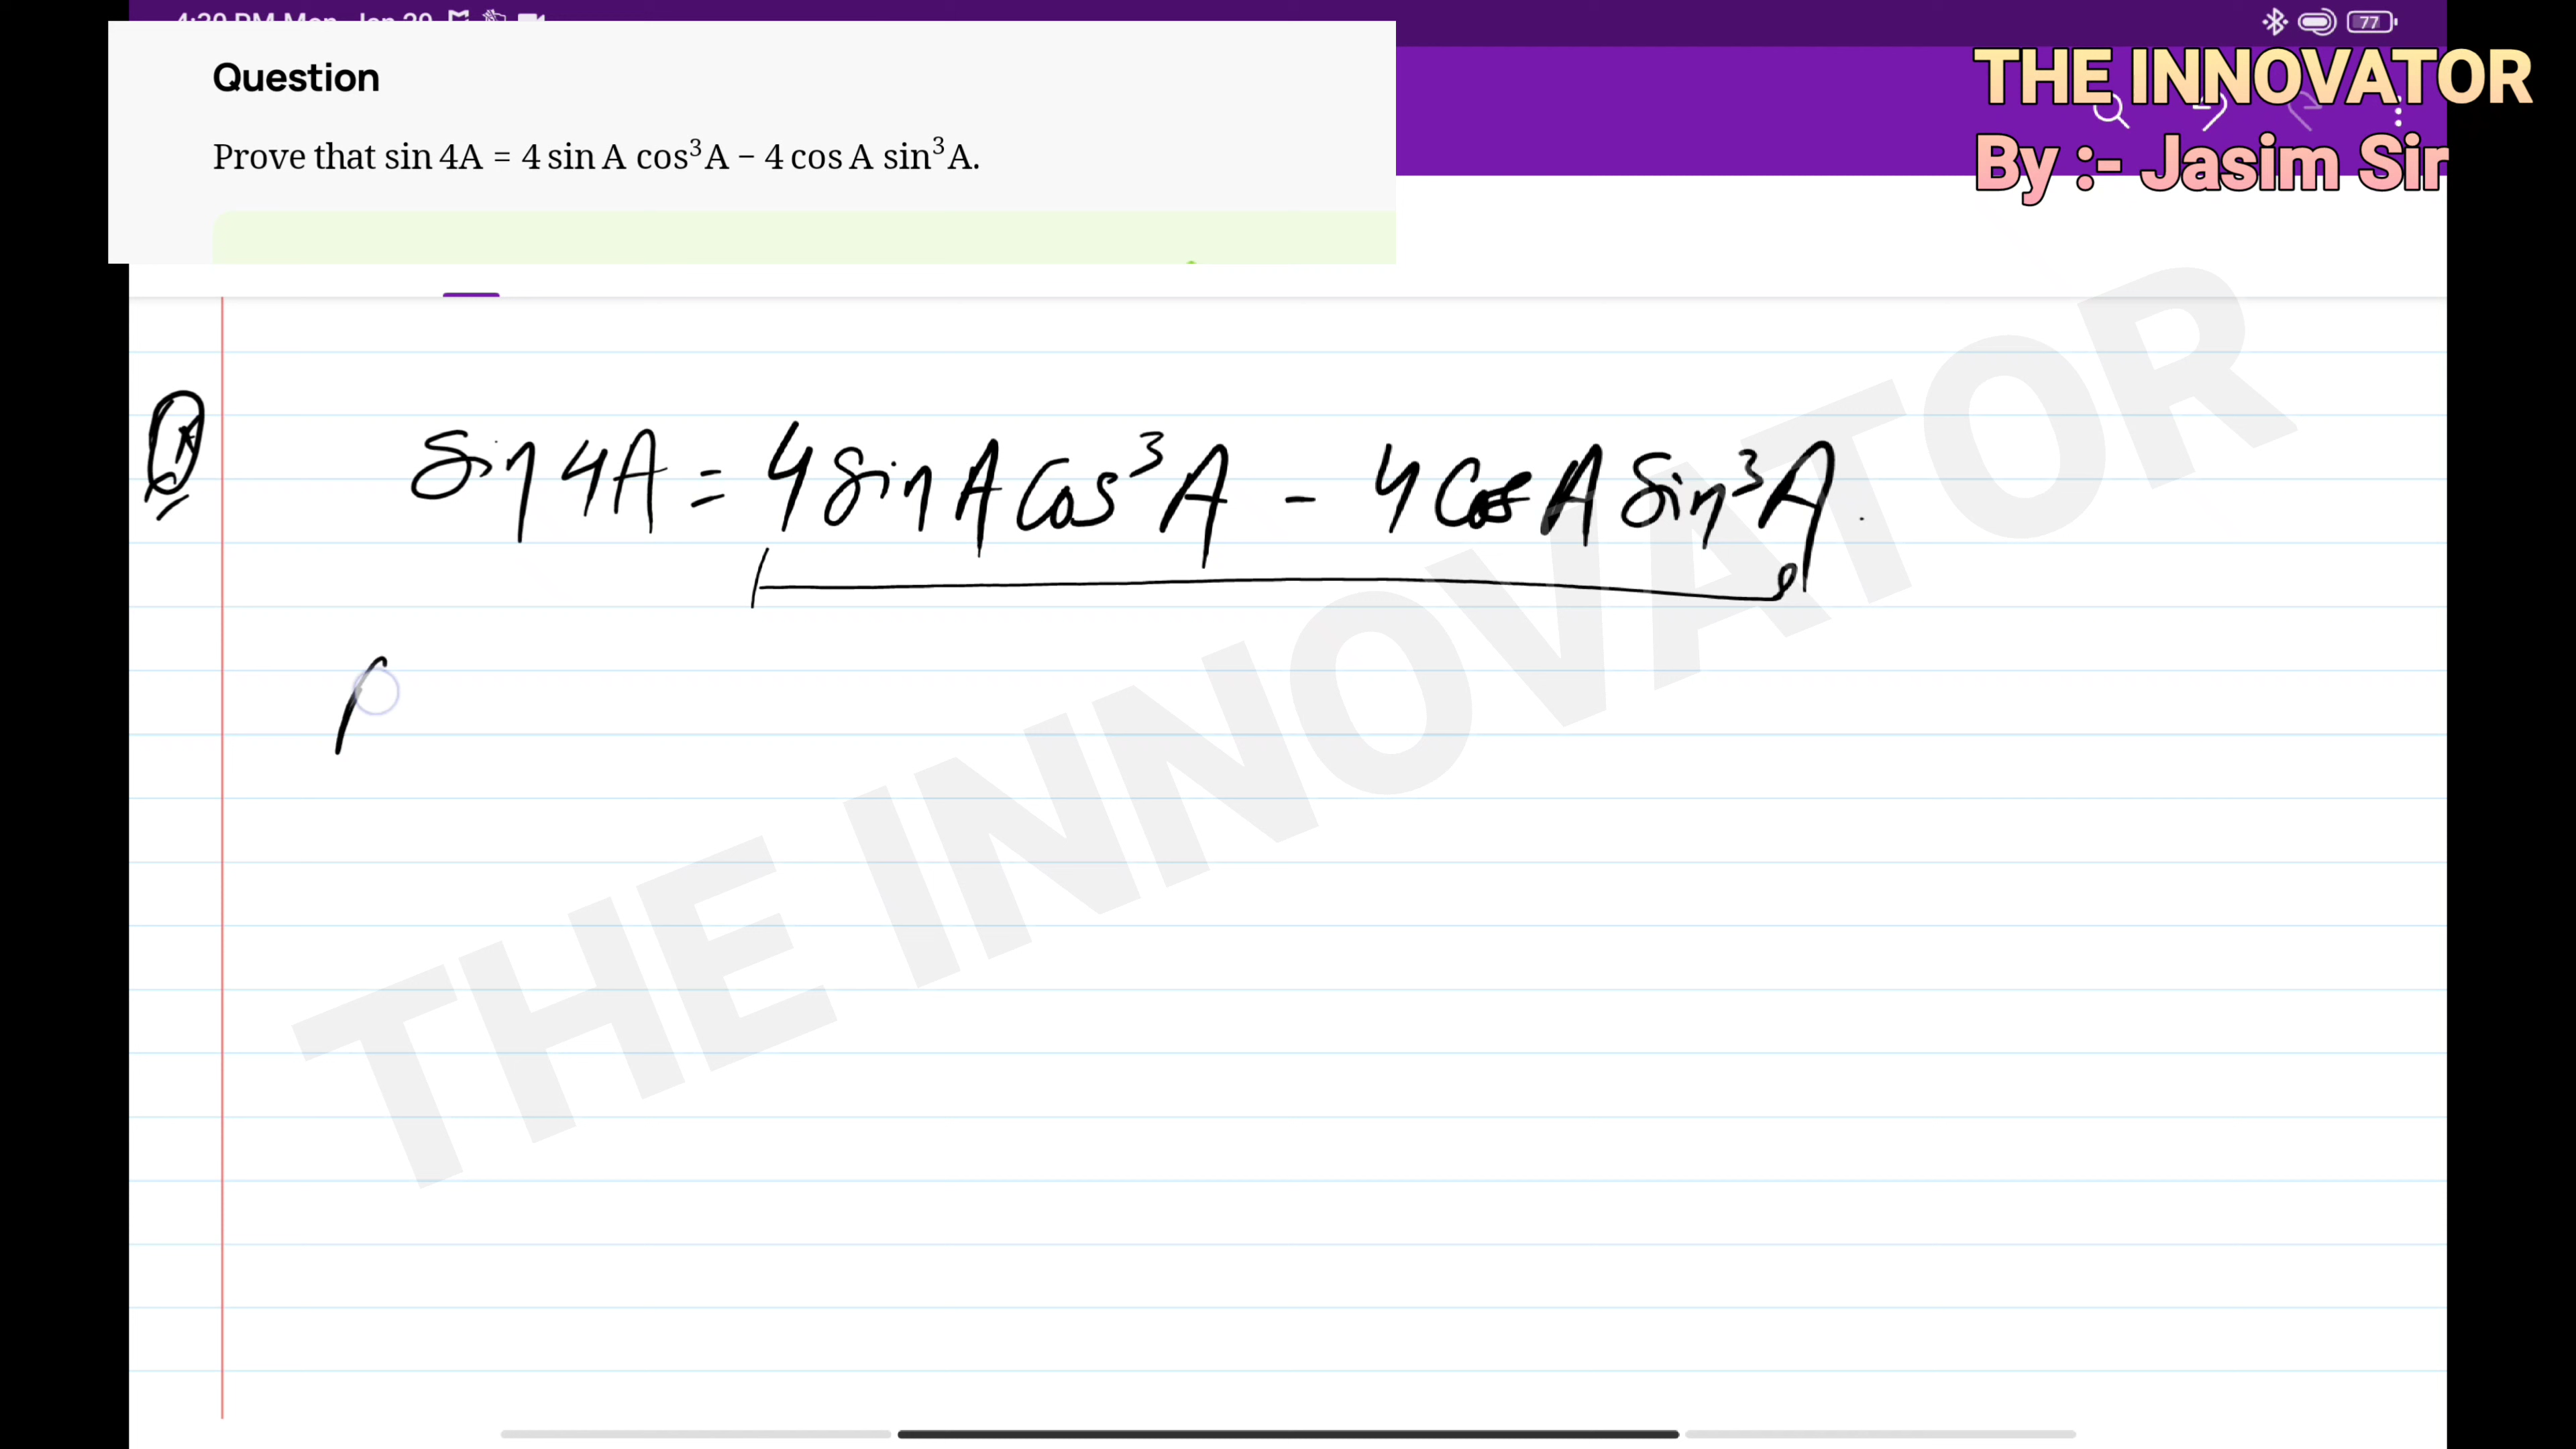 77
Question
THE INNOVATOR
Prove that sin 4A = 4 sin A cos³A – 4 cos A sin³A.
By :- Jasim Sir
Q
Sin 4A = 4 Sin A Cos³A - 4 Cos A Sin³A.
THE INNOVATOR